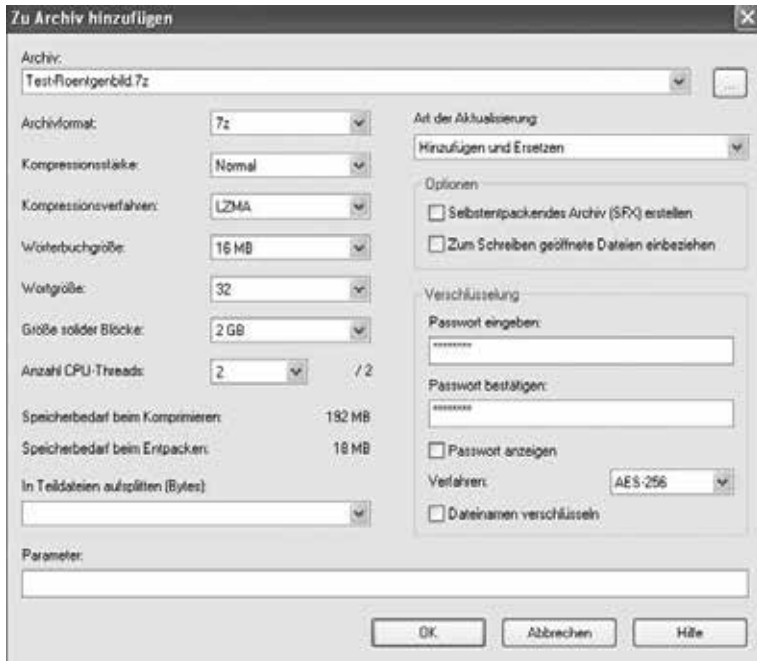 Zu Archiv hinzufügen
Archiv:
Test-Roentgenbild.7z
...
Archivformat: 7z
Kompressionsstärke: Normal
Kompressionsverfahren: LZMA
Wörterbuchgröße: 16 MB
Wortgröße: 32
Größe solider Blöcke: 2 GB
Anzahl CPU-Threads: 2 / 2
Speicherbedarf beim Komprimieren: 192 MB
Speicherbedarf beim Entpacken: 18 MB
In Teildateien aufsplitten (Bytes):
Art der Aktualisierung:
Hinzufügen und Ersetzen
Optionen
Selbstentpackendes Archiv (SFX) erstellen
Zum Schreiben geöffnete Dateien einbeziehen
Verschlüsselung
Passwort eingeben:
********
Passwort bestätigen:
********
Passwort anzeigen
Verfahren: AES-256
Dateinamen verschlüsseln
Parameter:
OK Abbrechen Hilfe